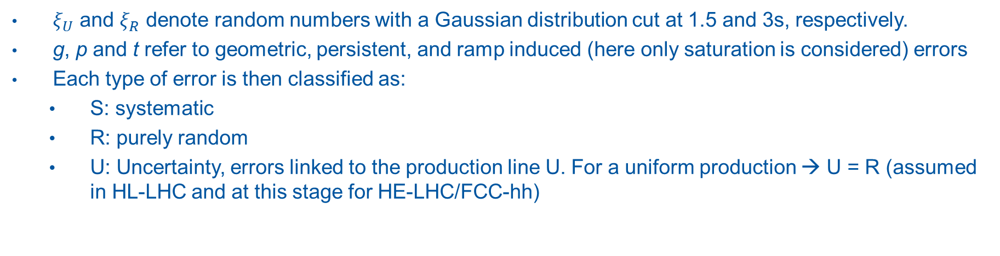 • ξ_U and ξ_R denote random numbers with a Gaussian distribution cut at 1.5 and 3s, respectively.
• g, p and t refer to geometric, persistent, and ramp induced (here only saturation is considered) errors
• Each type of error is then classified as:
• S: systematic
• R: purely random
• U: Uncertainty, errors linked to the production line U. For a uniform production → U = R (assumed
in HL-LHC and at this stage for HE-LHC/FCC-hh)